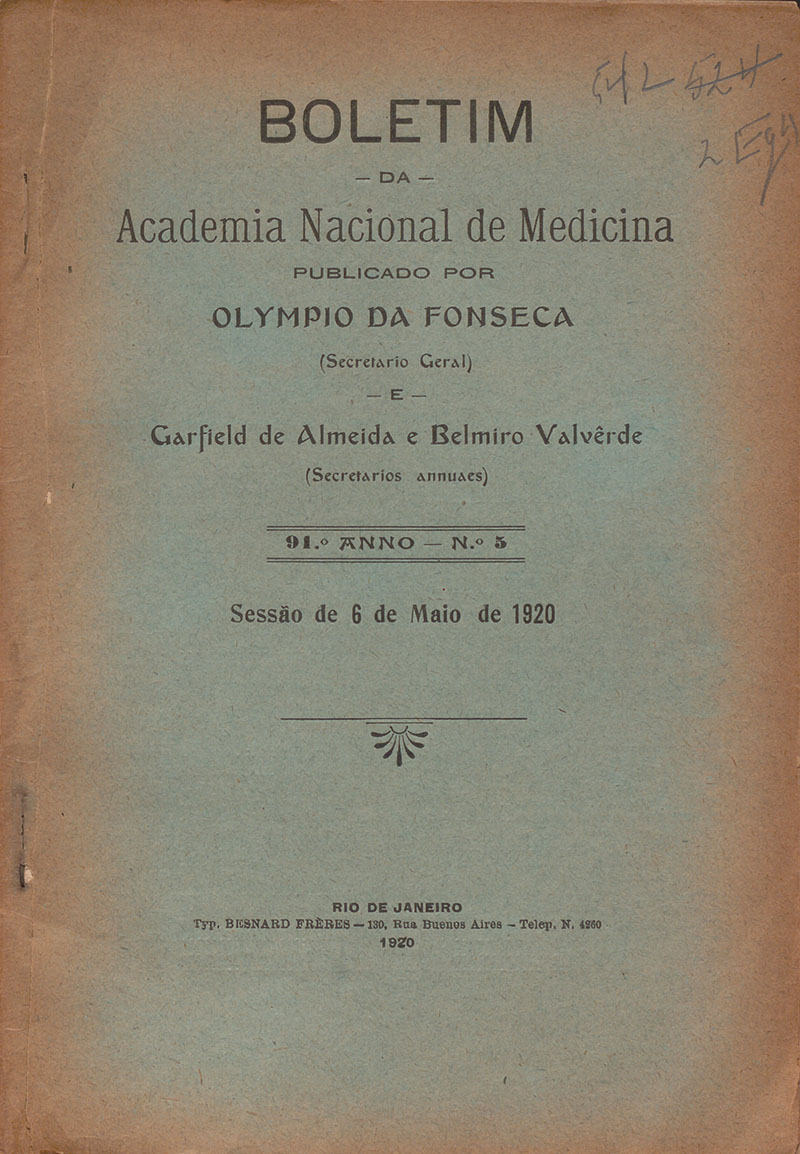 BOLETIM
— DA —
Academia Nacional de Medicina
PUBLICADO POR
OLYMPIO DA FONSECA
(Secretario Geral)
— E —
Garfield de Almeida e Belmiro Valvêrde
(Secretarios annuaes)
91.º ANNO — N.º 5
Sessão de 6 de Maio de 1920
RIO DE JANEIRO
Typ. BESNARD FRÈRES — 130, Rua Buenos Aires — Telep. N. 4260
1920